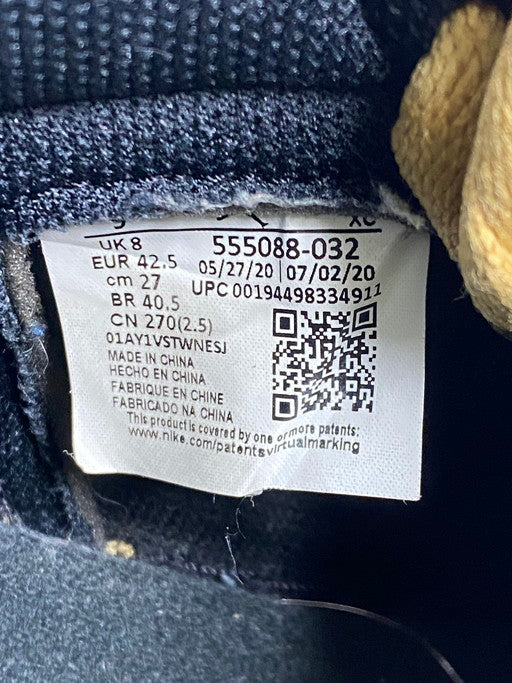 UK 8 555088-032
EUR 42.5 05/27/20 | 07/02/20
cm 27 UPC 00194498334911
BR 40,5
CN 270(2.5)
01AY1VSTWNESJ
MADE IN CHINA
HECHO EN CHINA
FABRIQUE EN CHINE
FABRICADO NA CHINA
This product is covered by one or more patents:
www.nike.com/patentsvirtualmarking